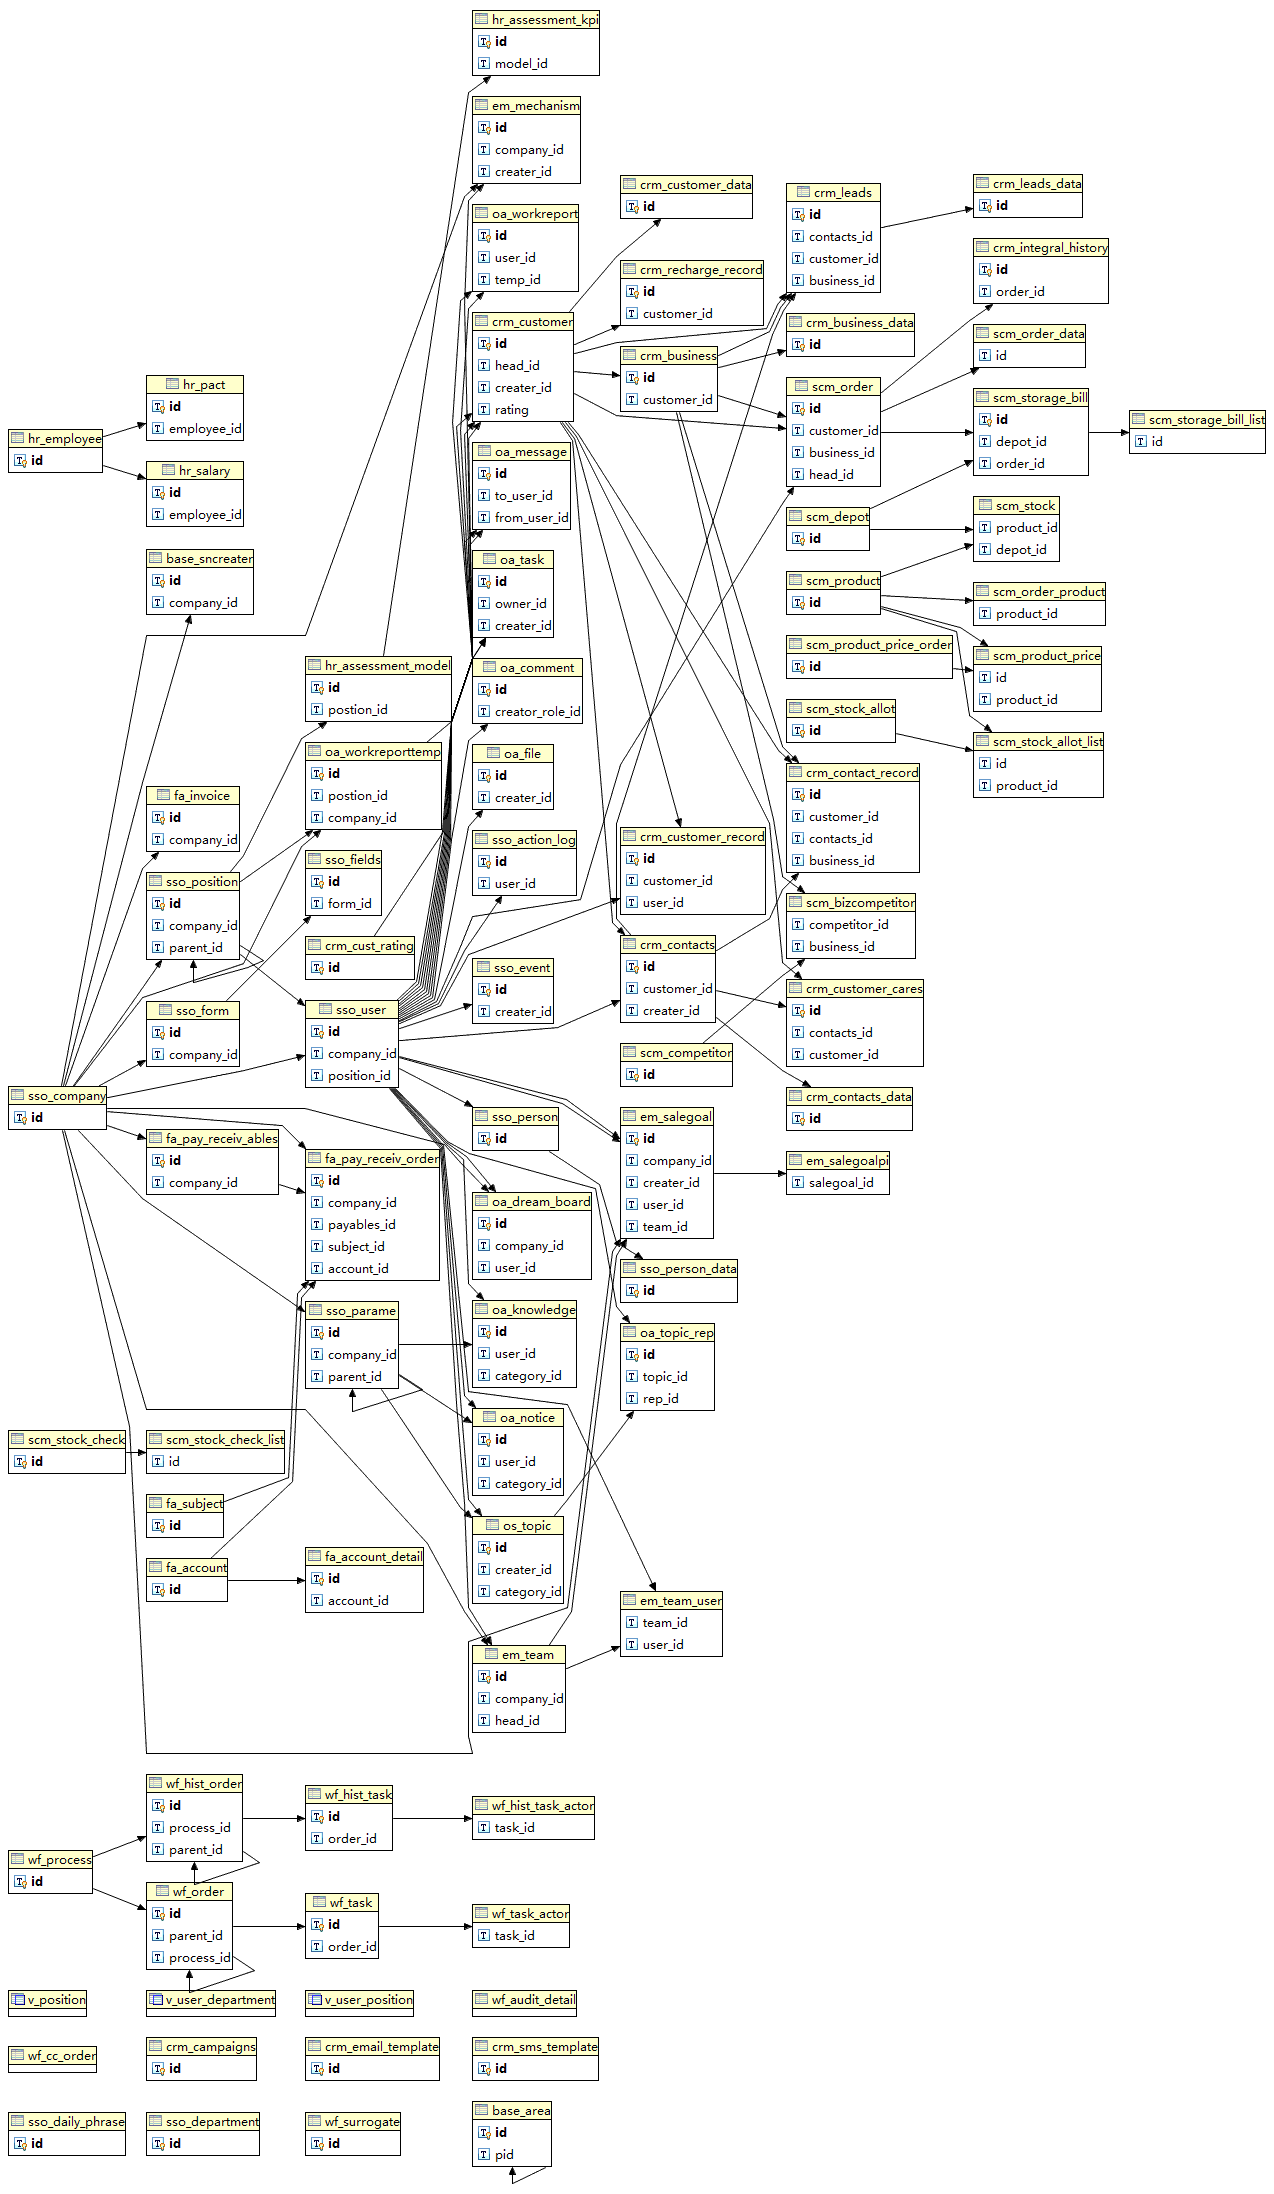 hr_assessment_kpi
id
model_id
em_mechanism
id
company_id
creater_id
oa_workreport
id
user_id
temp_id
crm_customer
id
head_id
creater_id
rating
oa_message
id
to_user_id
from_user_id
oa_task
id
owner_id
creater_id
oa_comment
id
creator_role_id
oa_file
id
creater_id
sso_action_log
id
user_id
sso_event
id
creater_id
sso_person
id
oa_dream_board
id
company_id
user_id
oa_knowledge
id
user_id
category_id
oa_notice
id
user_id
category_id
os_topic
id
creater_id
category_id
em_team
id
company_id
head_id
crm_customer_data
id
crm_recharge_record
id
customer_id
crm_business
id
customer_id
crm_customer_record
id
customer_id
user_id
crm_contacts
id
customer_id
creater_id
scm_competitor
id
em_salegoal
id
company_id
creater_id
user_id
team_id
sso_person_data
id
oa_topic_rep
id
topic_id
rep_id
em_team_user
team_id
user_id
crm_leads
id
contacts_id
customer_id
business_id
crm_business_data
id
scm_order
id
customer_id
business_id
head_id
scm_depot
id
scm_product
id
scm_product_price_order
id
scm_stock_allot
id
crm_contact_record
id
customer_id
contacts_id
business_id
scm_bizcompetitor
competitor_id
business_id
crm_customer_cares
id
contacts_id
customer_id
crm_contacts_data
id
em_salegoalpi
salegoal_id
crm_leads_data
id
crm_integral_history
id
order_id
scm_order_data
id
scm_storage_bill
id
depot_id
order_id
scm_stock
product_id
depot_id
scm_order_product
product_id
scm_product_price
id
product_id
scm_stock_allot_list
id
product_id
scm_storage_bill_list
id
hr_employee
id
hr_pact
id
employee_id
hr_salary
id
employee_id
base_sncreater
id
company_id
fa_invoice
id
company_id
sso_position
id
company_id
parent_id
sso_form
id
company_id
sso_company
id
fa_pay_receiv_ables
id
company_id
hr_assessment_model
id
postion_id
oa_workreporttemp
id
postion_id
company_id
sso_fields
id
form_id
crm_cust_rating
id
sso_user
id
company_id
position_id
fa_pay_receiv_order
id
company_id
payables_id
subject_id
account_id
sso_parame
id
company_id
parent_id
scm_stock_check
id
scm_stock_check_list
id
fa_subject
id
fa_account
id
fa_account_detail
id
account_id
wf_process
id
wf_hist_order
id
process_id
parent_id
wf_hist_task
id
order_id
wf_hist_task_actor
task_id
wf_order
id
parent_id
process_id
wf_task
id
order_id
wf_task_actor
task_id
v_position
v_user_department
v_user_position
wf_audit_detail
wf_cc_order
crm_campaigns
id
crm_email_template
id
crm_sms_template
id
sso_daily_phrase
id
sso_department
id
wf_surrogate
id
base_area
id
pid